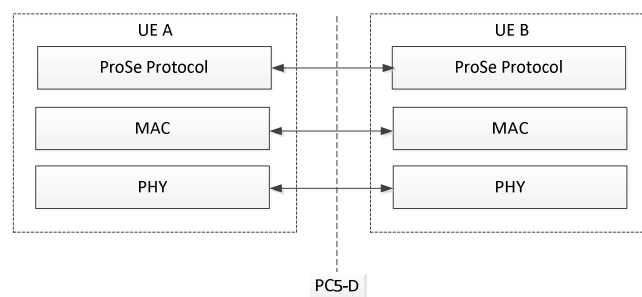 UE A UE B
ProSe Protocol ProSe Protocol
MAC MAC
PHY PHY
PC5-D